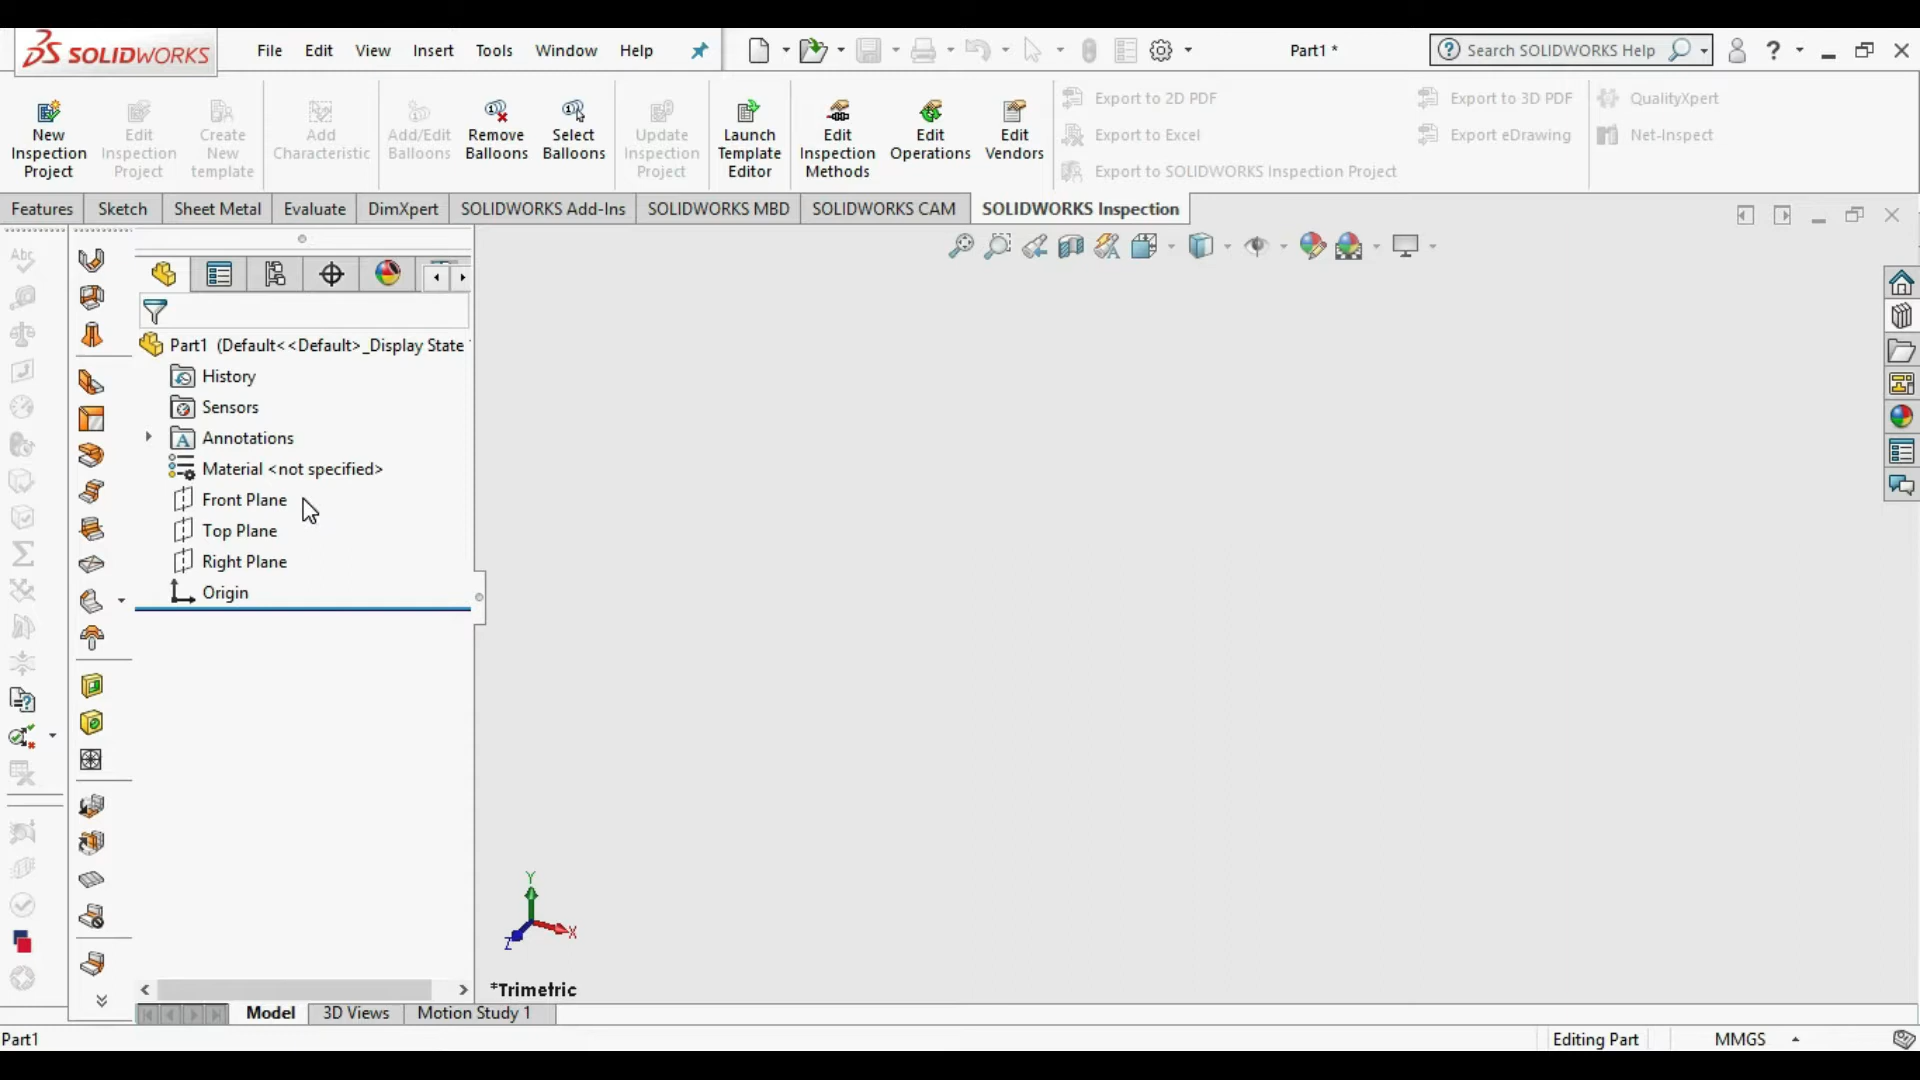 SOLIDWORKS File Edit View Insert Tools Window Help Part1 * Search SOLIDWORKS Help ?
New Inspection Project
Edit Inspection Project
Create New template
Add Characteristic
Add/Edit Balloons
Remove Balloons
Select Balloons
Update Inspection Project
Launch Template Editor
Edit Inspection Methods
Edit Operations
Edit Vendors
Export to 2D PDF
Export to Excel
Export to SOLIDWORKS Inspection Project
Export to 3D PDF
Export eDrawing
QualityXpert
Net-Inspect
Features Sketch Sheet Metal Evaluate DimXpert SOLIDWORKS Add-Ins SOLIDWORKS MBD SOLIDWORKS CAM SOLIDWORKS Inspection
Abc
Part1 (Default<<Default>_Display State
History
Sensors
A Annotations
Material <not specified>
Front Plane
Top Plane
Right Plane
Origin
Y
X
Z
*Trimetric
Model 3D Views Motion Study 1
Part1 Editing Part MMGS